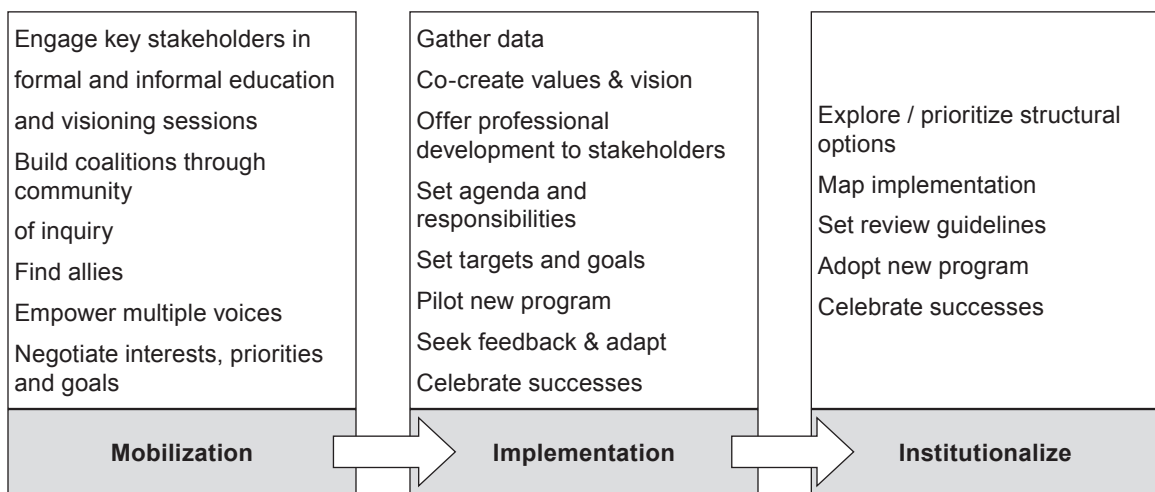 Engage key stakeholders in
formal and informal education
and visioning sessions
Build coalitions through
community
of inquiry
Find allies
Empower multiple voices
Negotiate interests, priorities
and goals
Mobilization
Gather data
Co-create values & vision
Offer professional
development to stakeholders
Set agenda and
responsibilities
Set targets and goals
Pilot new program
Seek feedback & adapt
Celebrate successes
Implementation
Explore / prioritize structural
options
Map implementation
Set review guidelines
Adopt new program
Celebrate successes
Institutionalize